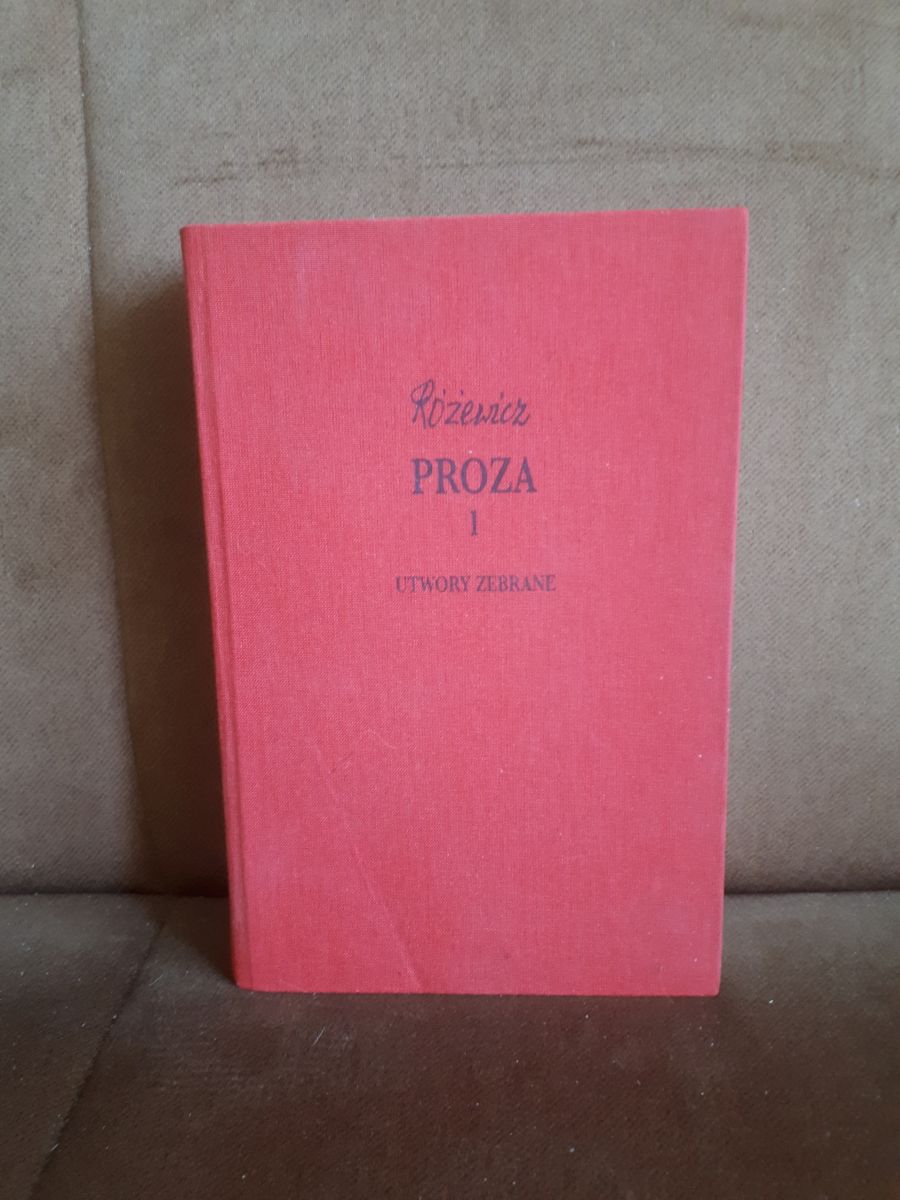 Różewicz
PROZA
1
UTWORY ZEBRANE